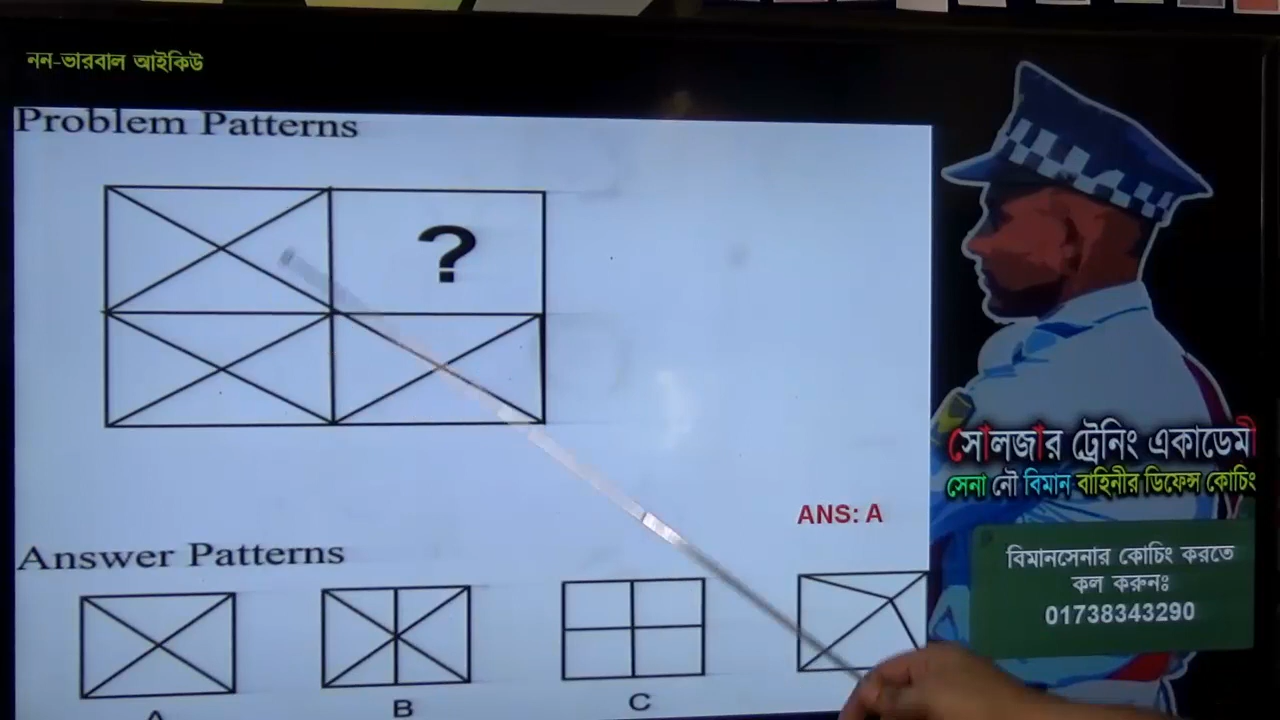 নন-ভারবাল আইকিউ
Problem Patterns
?
ANS: A
Answer Patterns
A
B
C
সোলজার ট্রেনিং একাডেমী
সেনা নৌ বিমান বাহিনীর ডিফেন্স কোচিং
বিমানসেনার কোচিং করতে
কল করুনঃ
01738343290